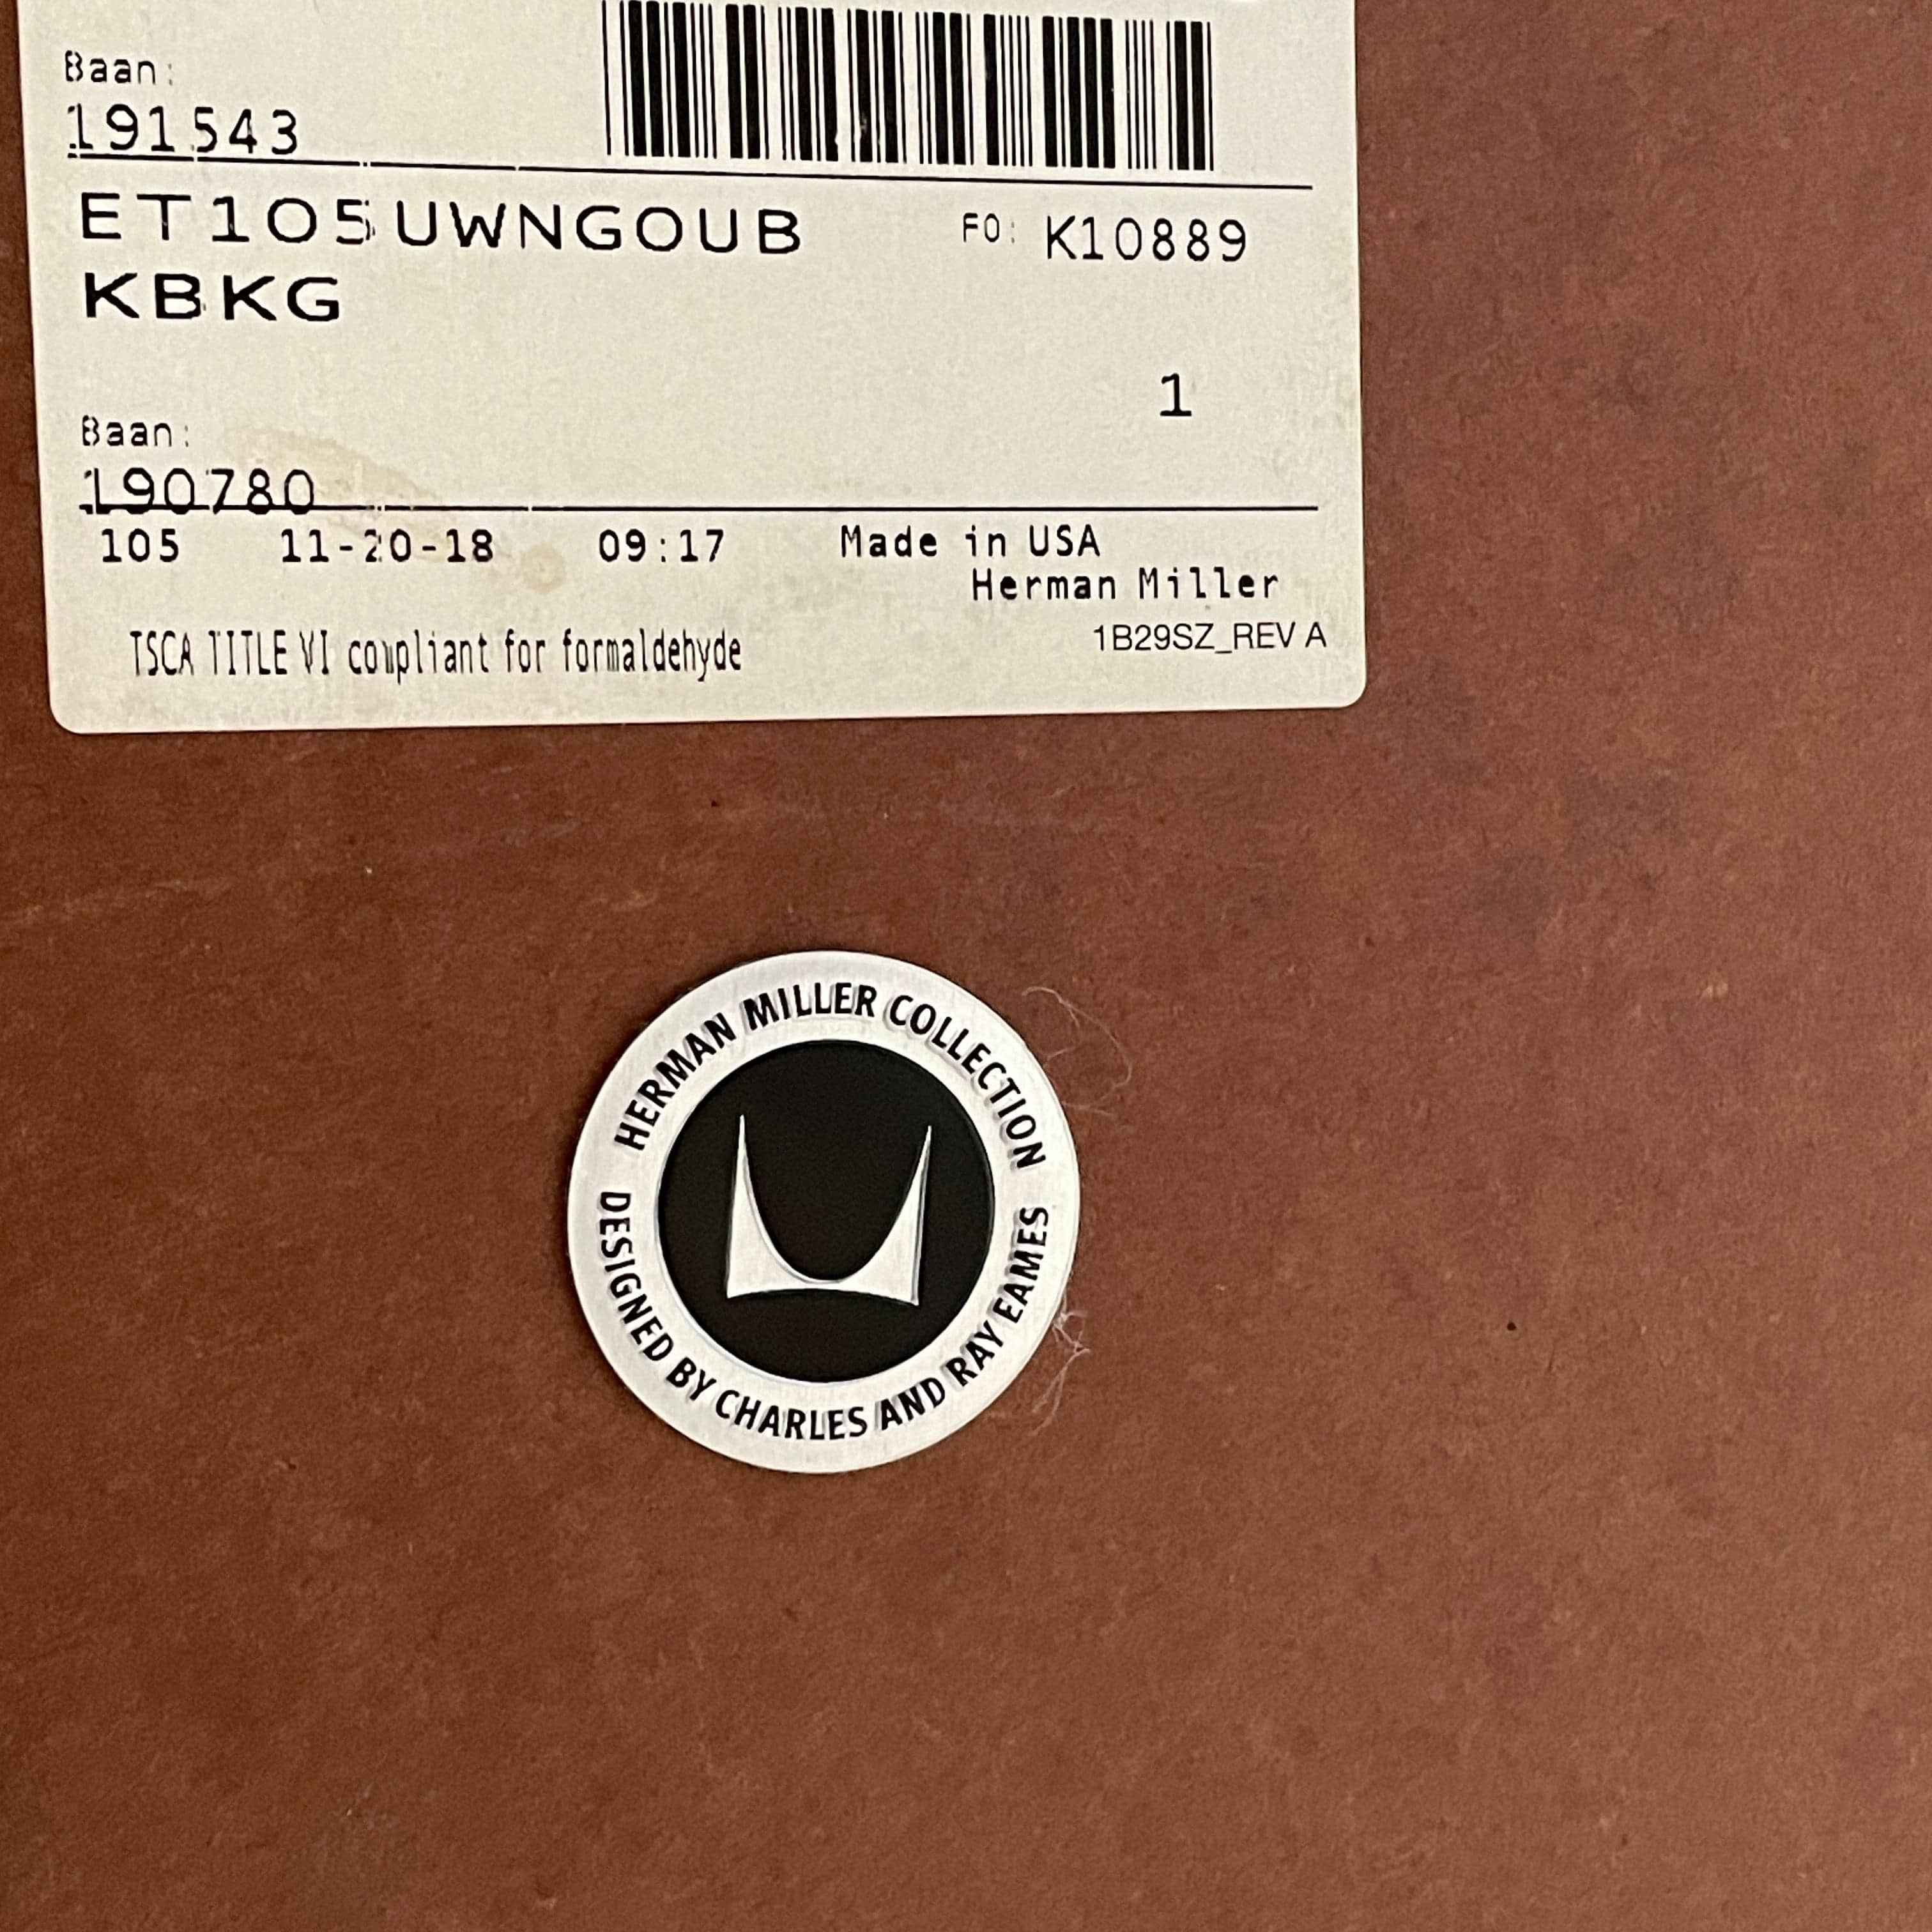 Baan:
191543
ET105UWNGOUB
FO: K10889
KBKG
1
Baan:
190780
105 11-20-18 09:17 Made in USA
Herman Miller
TSCA TITLE VI compliant for formaldehyde
1B29SZ_REV A
HERMAN MILLER COLLECTION
DESIGNED BY CHARLES AND RAY EAMES